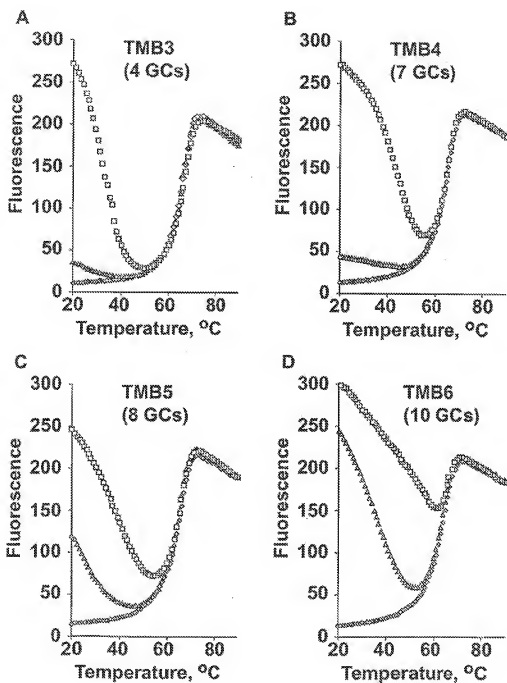 A
TMB3
(4 GCs)
300
250
200
150
100
50
0
20 40 60 80
Fluorescence
Temperature, °C
B
TMB4
(7 GCs)
300
250
200
150
100
50
0
20 40 60 80
Fluorescence
Temperature, °C
C
TMB5
(8 GCs)
300
250
200
150
100
50
0
20 40 60 80
Fluorescence
Temperature, °C
D
TMB6
(10 GCs)
300
250
200
150
100
50
0
20 40 60 80
Fluorescence
Temperature, °C